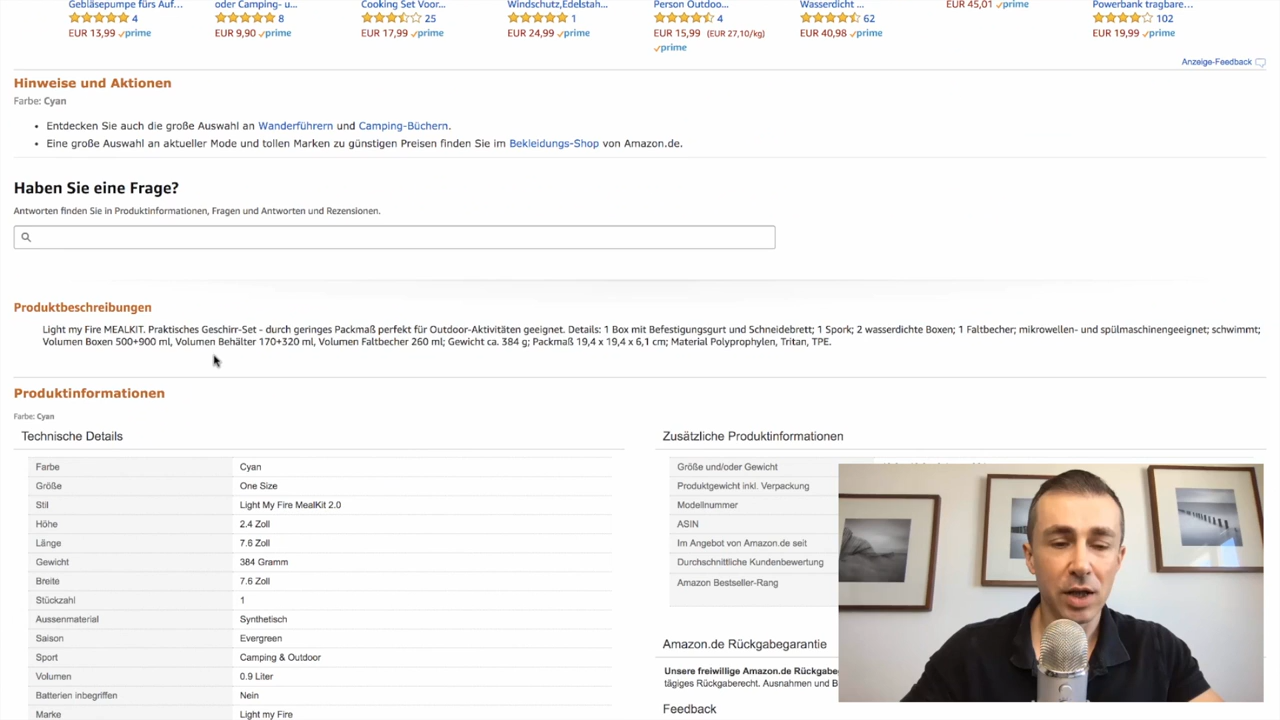 Gebläsepumpe fürs Auf...
oder Camping- u...
Cooking Set Voor...
Windschutz,Edelstah...
Person Outdoo...
Wasserdicht ...
EUR 45,01 prime
Powerbank tragbare...
4
8
25
1
4
62
102
EUR 13,99 prime
EUR 9,90 prime
EUR 17,99 prime
EUR 24,99 prime
EUR 15,99 (EUR 27,10/kg)
prime
EUR 40,98 prime
EUR 19,99 prime
Anzeige-Feedback
Hinweise und Aktionen
Farbe: Cyan
• Entdecken Sie auch die große Auswahl an Wanderführern und Camping-Büchern.
• Eine große Auswahl an aktueller Mode und tollen Marken zu günstigen Preisen finden Sie im Bekleidungs-Shop von Amazon.de.
Haben Sie eine Frage?
Antworten finden Sie in Produktinformationen, Fragen und Antworten und Rezensionen.
Produktbeschreibungen
Light my Fire MEALKIT. Praktisches Geschirr-Set - durch geringes Packmaß perfekt für Outdoor-Aktivitäten geeignet. Details: 1 Box mit Befestigungsgurt und Schneidebrett; 1 Spork; 2 wasserdichte Boxen; 1 Faltbecher; mikrowellen- und spülmaschinengeeignet; schwimmt;
Volumen Boxen 500+900 ml, Volumen Behälter 170+320 ml, Volumen Faltbecher 260 ml; Gewicht ca. 384 g; Packmaß 19,4 x 19,4 x 6,1 cm; Material Polyprophylen, Tritan, TPE.
Produktinformationen
Farbe: Cyan
Technische Details
Farbe Cyan
Größe One Size
Stil Light My Fire MealKit 2.0
Höhe 2.4 Zoll
Länge 7.6 Zoll
Gewicht 384 Gramm
Breite 7.6 Zoll
Stückzahl 1
Aussenmaterial Synthetisch
Saison Evergreen
Sport Camping & Outdoor
Volumen 0.9 Liter
Batterien inbegriffen Nein
Marke Light my Fire
Zusätzliche Produktinformationen
Größe und/oder Gewicht
Produktgewicht inkl. Verpackung
Modellnummer
ASIN
Im Angebot von Amazon.de seit
Durchschnittliche Kundenbewertung
Amazon Bestseller-Rang
Amazon.de Rückgabegarantie
Unsere freiwillige Amazon.de Rückgabe
tägiges Rückgaberecht. Ausnahmen und B
Feedback